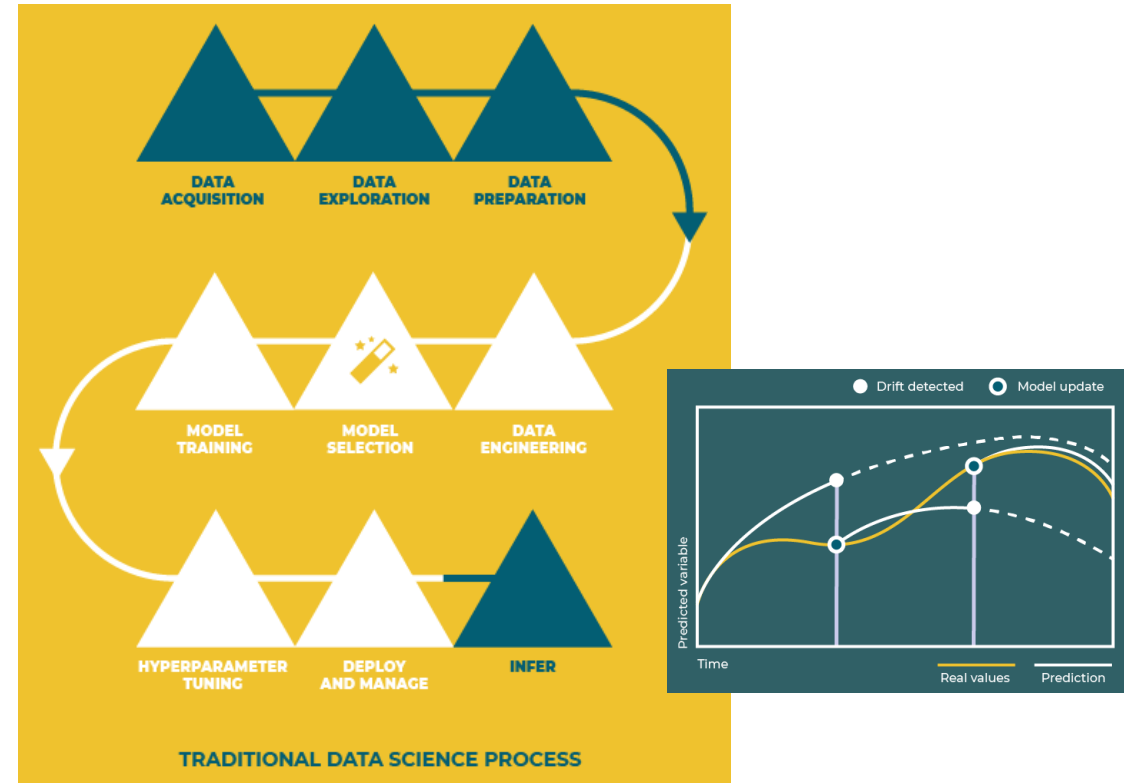 DATA
ACQUISITION
DATA
EXPLORATION
DATA
PREPARATION
MODEL
TRAINING
MODEL
SELECTION
DATA
ENGINEERING
HYPERPARAMETER
TUNING
DEPLOY
AND MANAGE
INFER
TRADITIONAL DATA SCIENCE PROCESS
Drift detected
Model update
Predicted variable
Time
Real values
Prediction